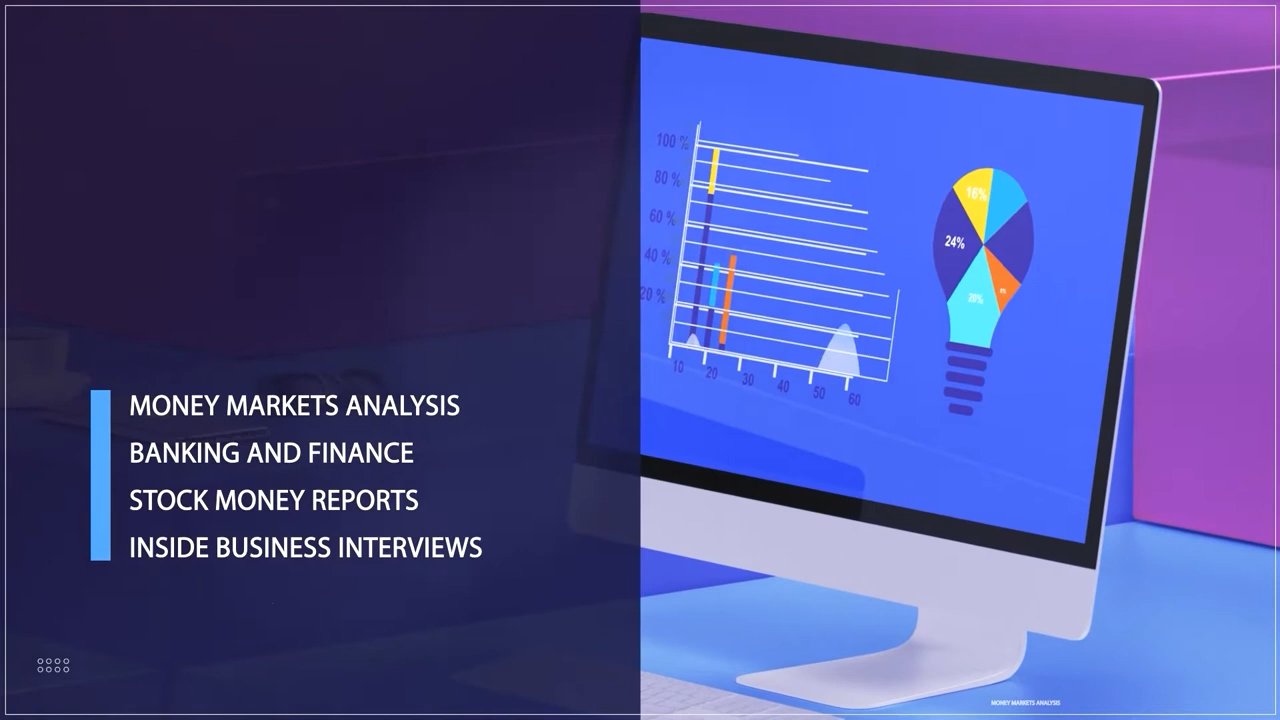 MONEY MARKETS ANALYSIS
BANKING AND FINANCE
STOCK MONEY REPORTS
INSIDE BUSINESS INTERVIEWS
100 %
80 %
60 %
40 %
20 %
10 20 30 40 50 60
16%
24%
20%
MONEY MARKETS ANALYSIS